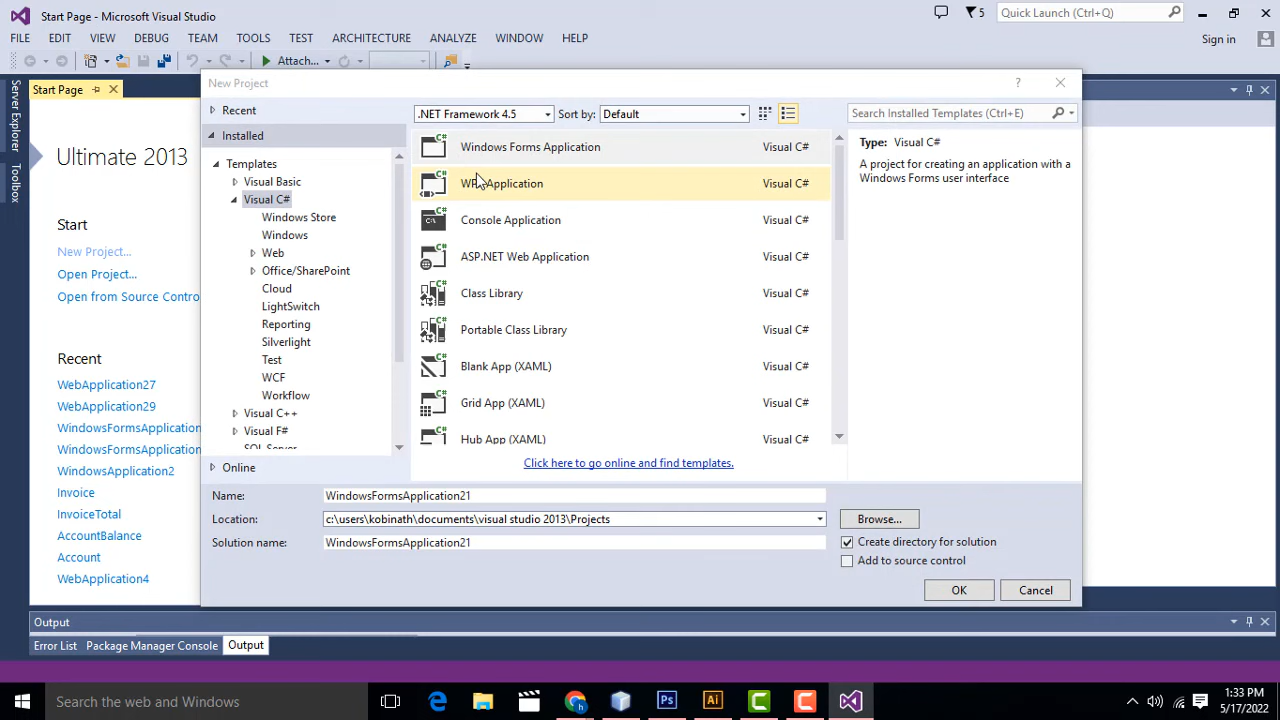 Start Page - Microsoft Visual Studio
5
Quick Launch (Ctrl+Q)
FILE EDIT VIEW DEBUG TEAM TOOLS TEST ARCHITECTURE ANALYZE WINDOW HELP
Sign in
Attach...
Server Explorer
Toolbox
Start Page
Ultimate 2013
Start
New Project...
Open Project...
Open from Source Contro
Recent
WebApplication27
WebApplication29
WindowsFormsApplication
WindowsFormsApplication
WindowsApplication2
Invoice
InvoiceTotal
AccountBalance
Account
WebApplication4
New Project
?
Recent
Installed
Templates
Visual Basic
Visual C#
Windows Store
Windows
Web
Office/SharePoint
Cloud
LightSwitch
Reporting
Silverlight
Test
WCF
Workflow
Visual C++
Visual F#
SQL Server
Online
.NET Framework 4.5 Sort by: Default
Search Installed Templates (Ctrl+E)
C# Windows Forms Application Visual C#
C# Application Visual C#
C# Console Application Visual C#
C# ASP.NET Web Application Visual C#
C# Class Library Visual C#
C# Portable Class Library Visual C#
C# Blank App (XAML) Visual C#
C# Grid App (XAML) Visual C#
C# Hub App (XAML) Visual C#
Click here to go online and find templates.
Type: Visual C#
A project for creating an application with a Windows Forms user interface
Name: WindowsFormsApplication21
Location: c:\users\kobinath\documents\visual studio 2013\Projects
Browse...
Solution name: WindowsFormsApplication21
Create directory for solution
Add to source control
OK Cancel
Output
Error List Package Manager Console Output
Search the web and Windows
Ps Ai C C
1:33 PM
5/17/2022